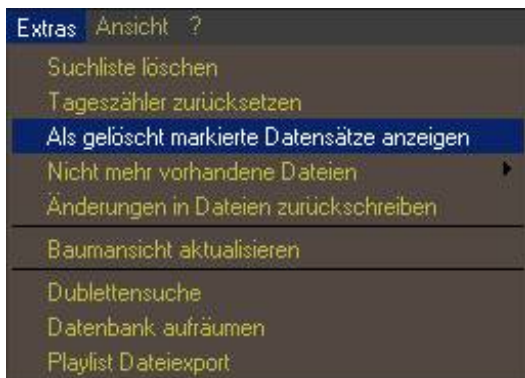 Extras Ansicht ?
Suchliste löschen
Tageszähler zurücksetzen
Als gelöscht markierte Datensätze anzeigen
Nicht mehr vorhandene Dateien
Änderungen in Dateien zurückschreiben
Baumansicht aktualisieren
Dublettensuche
Datenbank aufräumen
Playlist Dateiexport